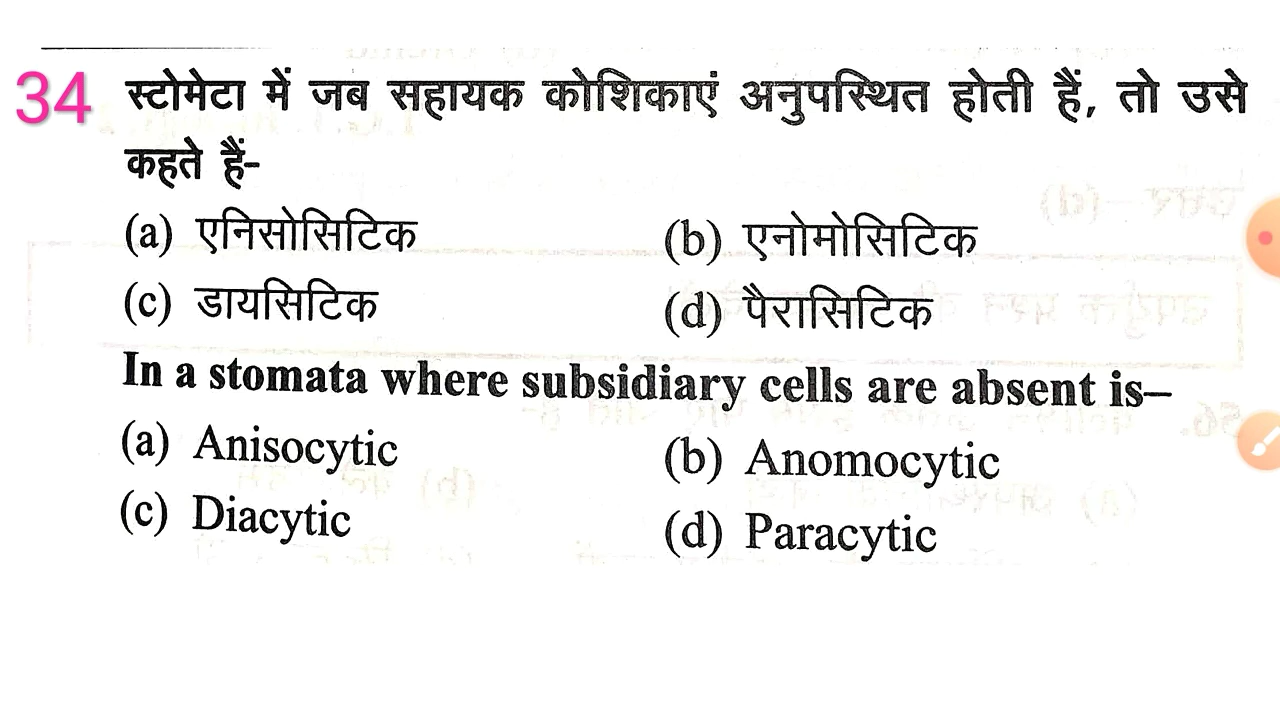 34 स्टोमेटा में जब सहायक कोशिकाएं अनुपस्थित होती हैं, तो उसे
कहते हैं-
(a) एनिसोसिटिक (b) एनोमोसिटिक
(c) डायसिटिक (d) पैरासिटिक
In a stomata where subsidiary cells are absent is–
(a) Anisocytic (b) Anomocytic
(c) Diacytic (d) Paracytic